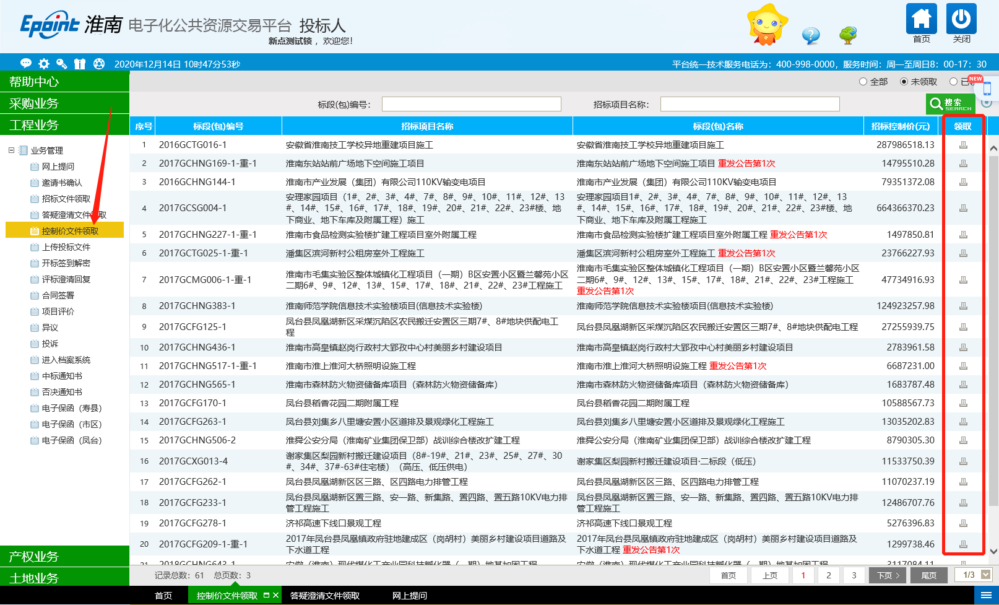 Epoint 淮南 电子化公共资源交易平台 投标人
新点测试锁 ，欢迎您！
首页
关闭
2020年12月14日 10时47分53秒
平台统一技术服务电话为：400-998-0000，服务时间：周一至周日8：00-17：30
帮助中心
采购业务
工程业务
业务管理
网上提问
邀请书确认
招标文件领取
答疑澄清文件领取
控制价文件领取
上传投标文件
开标签到解密
评标澄清回复
合同签署
项目评价
异议
投诉
进入档案系统
中标通知书
否决通知书
电子保函（寿县）
电子保函（市区）
电子保函（凤台）
产权业务
土地业务
全部 未领取 已
NEW
标段(包)编号：
招标项目名称：
搜索
SEARCH
序号 标段(包)编号 招标项目名称 标段(包)名称 招标控制价(元) 领取
1 2016GCTG016-1 安徽省淮南技工学校异地重建项目施工 安徽省淮南技工学校异地重建项目施工 287986518.13
2 2017GCHNG169-1-重-1 淮南东站站前广场地下空间施工项目 淮南东站站前广场地下空间施工项目 重发公告第1次 14795510.28
3 2016GCHNG144-1 淮南市产业发展（集团）有限公司110KV输变电项目 淮南市产业发展（集团）有限公司110KV输变电项目 79351372.08
4 2017GCSG004-1 安理家园项目（1#、2#、3#、4#、7#、8#、9#、10#、11#、12#、13
#、14#、15#、16#、17#、18#、19#、20#、21#、22#、23#楼、地
下商业、地下车库及附属工程）施工
安理家园项目1#、2#、3#、4#、7#、8#、9#、10#、11#、12#、13
#、14#、15#、16#、17#、18#、19#、20#、21#、22#、23#楼、地
下商业、地下车库及附属工程施工
664366370.23
5 2017GCHNG227-1-重-1 淮南市食品检测实验楼扩建工程项目室外附属工程 淮南市食品检测实验楼扩建工程项目室外附属工程 重发公告第1次 1497850.81
6 2017GCTG025-1-重-1 潘集区滨河新村公租房室外工程施工 潘集区滨河新村公租房室外工程施工 重发公告第1次 23766227.93
7 2017GCMG006-1-重-1 淮南市毛集实验区整体城镇化工程项目（一期）B区安置小区暨兰馨苑小区
二期6#、9#、12#、13#、15#、17#、18#、21#、22#、23#工程施工
淮南市毛集实验区整体城镇化工程项目（一期）B区安置小区暨兰馨苑小区
二期6#、9#、12#、13#、15#、17#、18#、21#、22#、23#工程施工
重发公告第1次
47734916.93
8 2017GCHNG383-1 淮南师范学院信息技术实验楼项目(信息技术实验楼) 淮南师范学院信息技术实验楼项目(信息技术实验楼) 124923257.98
9 2017GCFG125-1 凤台县凤凰湖新区采煤沉陷区农民搬迁安置区三期7#、8#地块供配电工
程
凤台县凤凰湖新区采煤沉陷区农民搬迁安置区三期7#、8#地块供配电工程 27255939.75
10 2017GCHNG436-1 淮南市高皇镇赵岗行政村大郢孜中心村美丽乡村建设项目 淮南市高皇镇赵岗行政村大郢孜中心村美丽乡村建设项目 2783961.58
11 2017GCHNG517-1-重-1 淮南市淮上淮河大桥照明设施工程 淮南市淮上淮河大桥照明设施工程 重发公告第1次 6687231.00
12 2017GCHNG565-1 淮南市森林防火物资储备库项目（森林防火物资储备库） 淮南市森林防火物资储备库项目（森林防火物资储备库） 1683787.48
13 2017GCFG170-1 凤台县稻香花园二期附属工程 凤台县稻香花园二期附属工程 10588567.73
14 2017GCFG263-1 凤台县刘集乡八里塘安置小区道排及景观绿化工程施工 凤台县刘集乡八里塘安置小区道排及景观绿化工程施工 13035202.83
15 2017GCHNG506-2 淮舜公安分局（淮南矿业集团保卫部）战训综合楼改扩建工程 淮舜公安分局（淮南矿业集团保卫部）战训综合楼改扩建工程 8790305.30
16 2017GCXG013-4 谢家集区梨园新村搬迁建设项目（8#-19#、21#、23#、25#、27#、30
#、34#、37#-63#住宅楼）（高压、低压供电）
谢家集区梨园新村搬迁建设项目·二标段（低压） 11533750.39
17 2017GCFG262-1 凤台县凤凰湖新区区三路、区四路电力排管工程 凤台县凤凰湖新区区三路、区四路电力排管工程 11070237.19
18 2017GCFG233-1 凤台县凤凰湖新区置三路、安一路、新集路、置四路、置五路10KV电力排
管工程施工
凤台县凤凰湖新区置三路、安一路、新集路、置四路、置五路10KV电力排
管工程施工
12486707.76
19 2017GCFG278-1 济祁高速下线口景观工程 济祁高速下线口景观工程 5276396.83
20 2017GCFG209-1-重-1 2017年凤台县凤凰镇政府驻地建成区（岗胡村）美丽乡村建设项目道路及
下水道工程
2017年凤台县凤凰镇政府驻地建成区（岗胡村）美丽乡村建设项目道路及
下水道工程 重发公告第1次
1299738.46
21 2018GCHNG643-1 安徽（淮南）现代煤化工产业园科技孵化器（一期）地基加固工程 安徽（淮南）现代煤化工产业园科技孵化器（一期）地基加固工程 3117084.11
记录总数：61 总页数：3
首页 上页 1 2 3 下页 尾页 1/3
首页 控制价文件领取 答疑澄清文件领取 网上提问